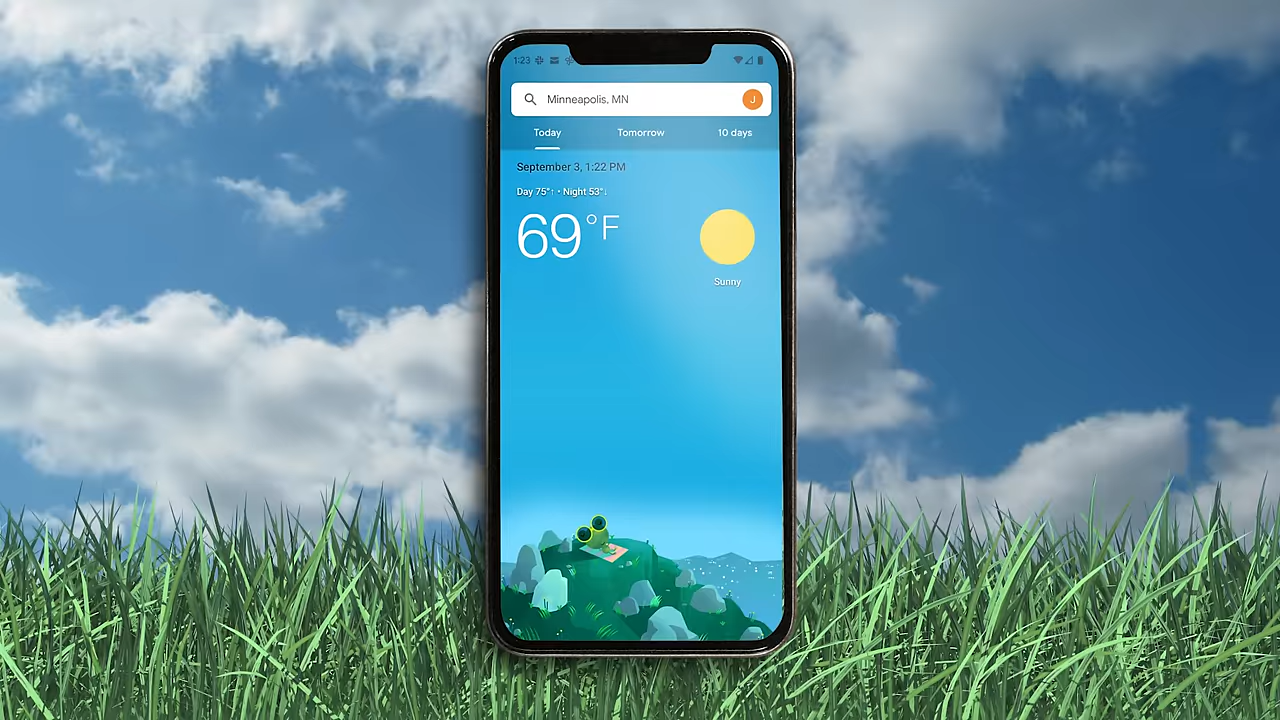 1:23
Minneapolis, MN
J
Today Tomorrow 10 days
September 3, 1:22 PM
Day 75°↑ • Night 53°↓
69°F
Sunny